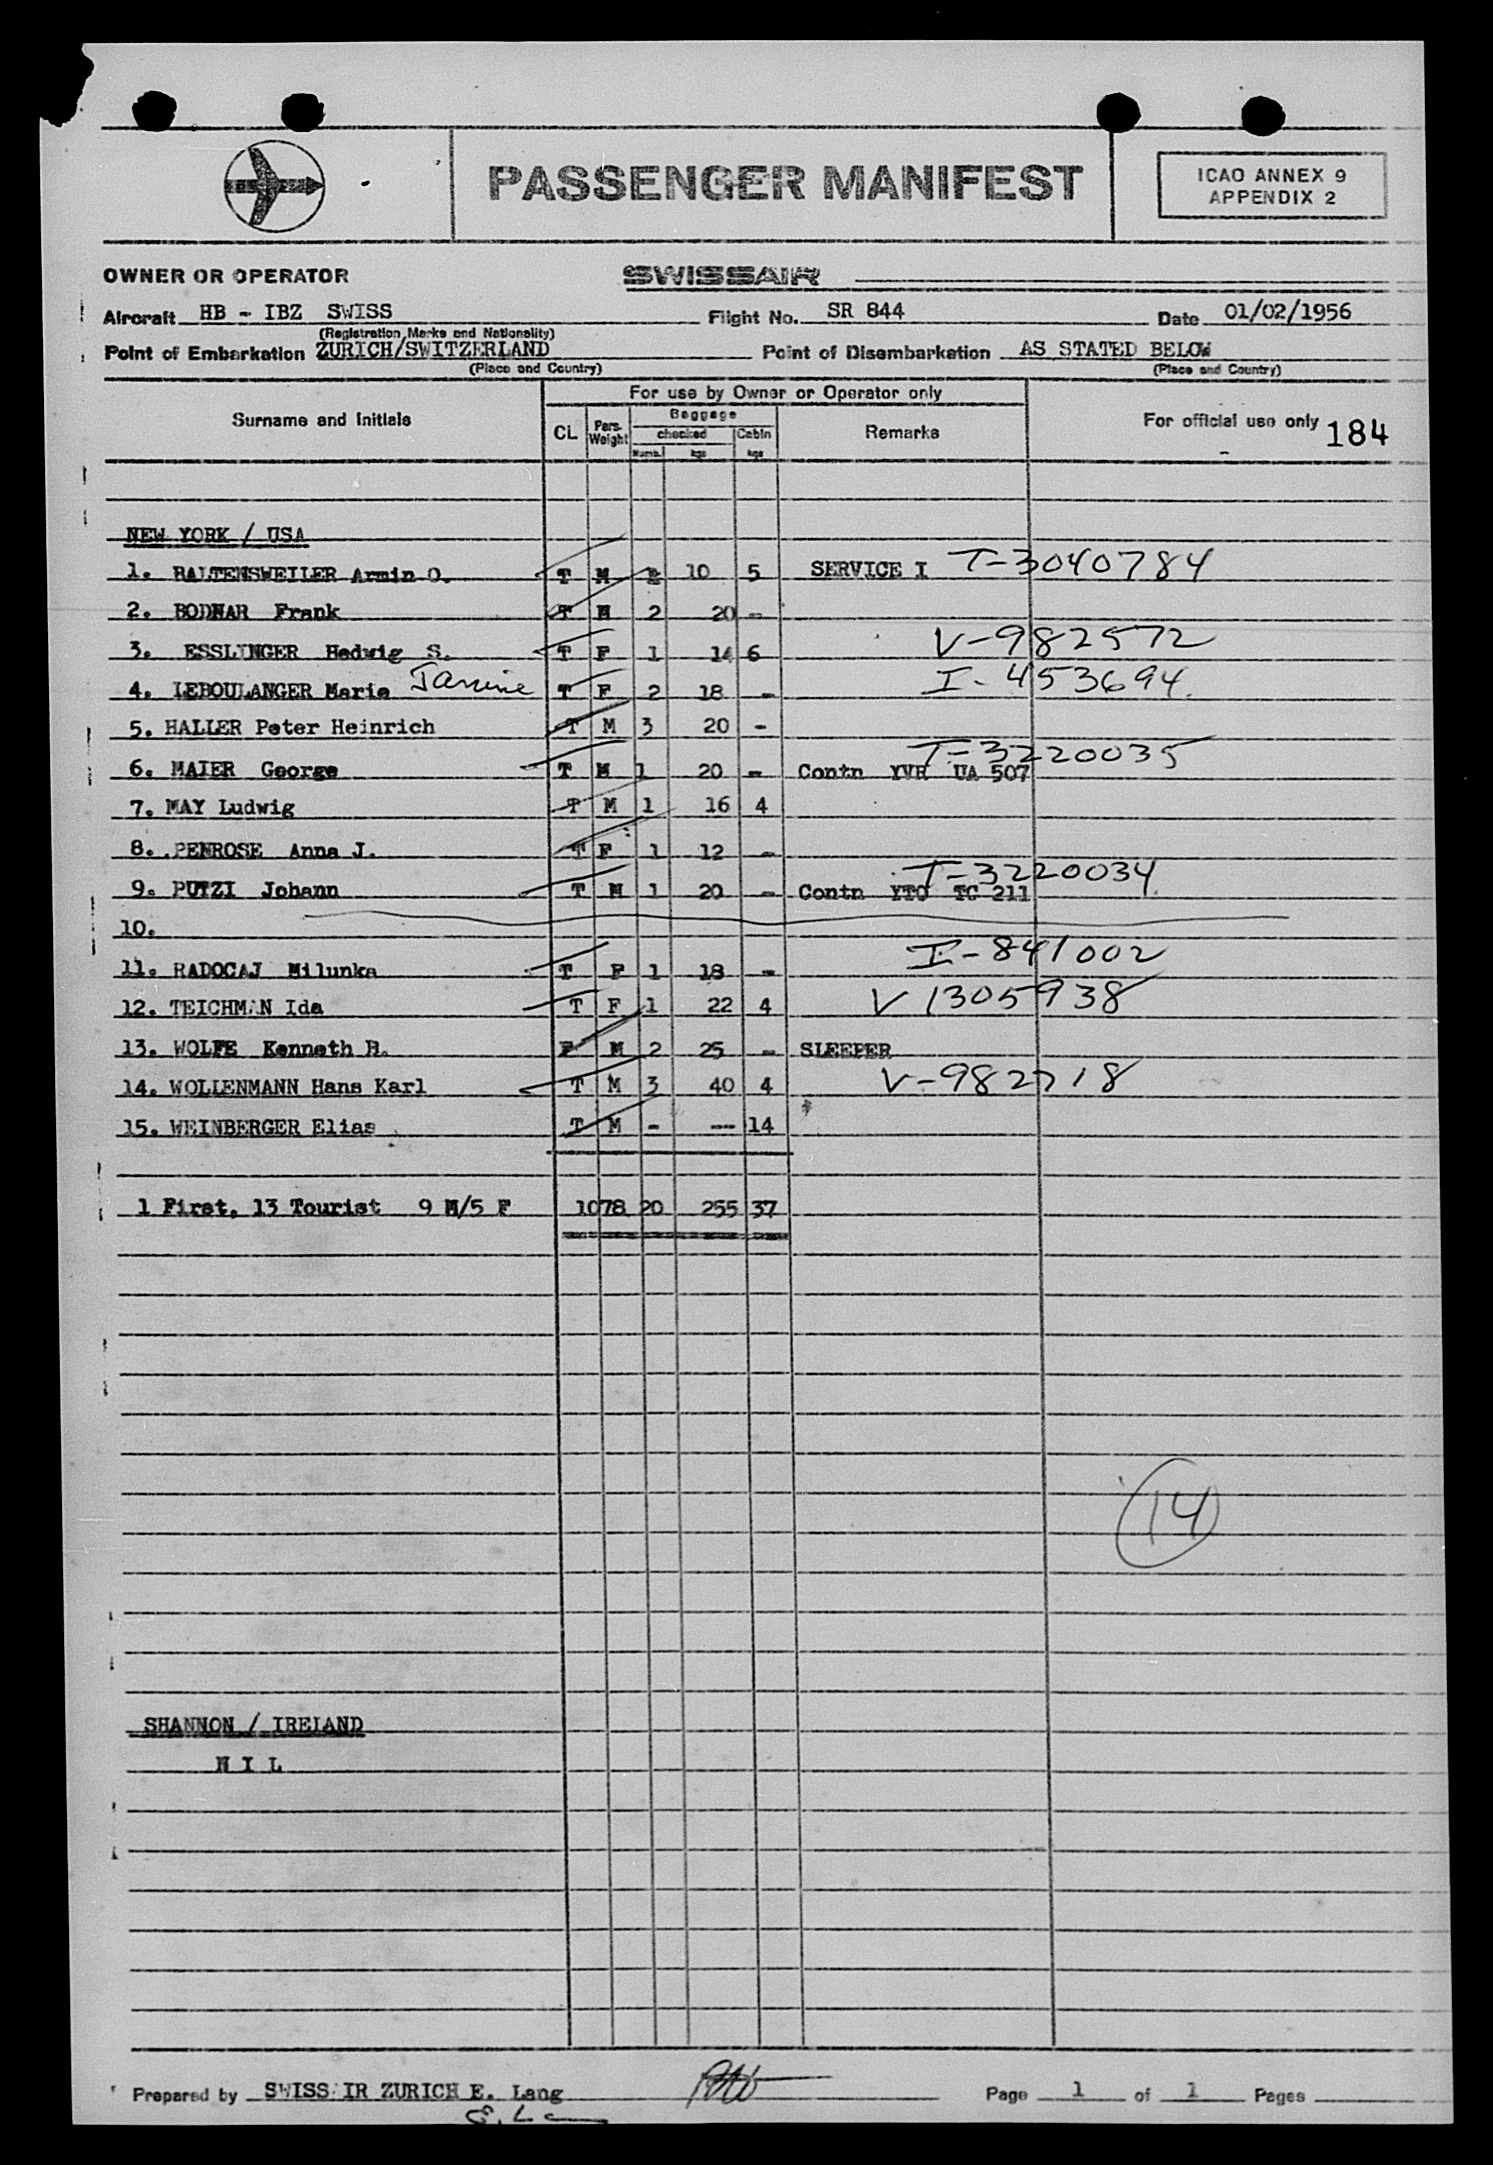 PASSENGER MANIFEST
ICAO ANNEX 9
APPENDIX 2
OWNER OR OPERATOR SWISSAIR
Aircraft HB - IBZ SWISS Flight No. SR 844 Date 01/02/1956
(Registration Marks and Nationality)
Point of Embarkation ZURICH/SWITZERLAND Point of Disembarkation AS STATED BELOW
(Place and Country) (Place and Country)
For use by Owner or Operator only
Surname and Initials CL Pers. Weight Baggage checked Cabin Remarks For official use only 184
Numb. kgs kgs
NEW YORK / USA
1. BALTENSWEILER Armin O. T M 10 5 SERVICE I T-3040784
2. BODNAR Frank T M 2 20 -
3. ESSLINGER Hedwig S. T F 1 14 6 V-982572
4. LEBOULANGER Marie Janine T F 2 18 - I-453694
5. HALLER Peter Heinrich T M 3 20 -
6. MAIER George T M 1 20 - Contn YVR UA 507 T-3220035
7. MAY Ludwig T M 1 16 4
8. PENROSE Anna J. T F 1 12 -
9. PUTZI Johann T M 1 20 - Contn YTO TC 211 T-3220034
10.
11. RADOCAJ Milunka T F 1 18 - I-841002
12. TEICHMAN Ida T F 1 22 4 V 1305938
13. WOLFE Kenneth B. F M 2 25 - SLEEPER
14. WOLLENMANN Hans Karl T M 3 40 4 V-982718
15. WEINBERGER Elias T M - -- 14
1 First, 13 Tourist 9 M/5 F 1078 20 255 37
14
SHANNON / IRELAND
N I L
Prepared by SWISSAIR ZURICH E. Lang Page 1 of 1 Pages